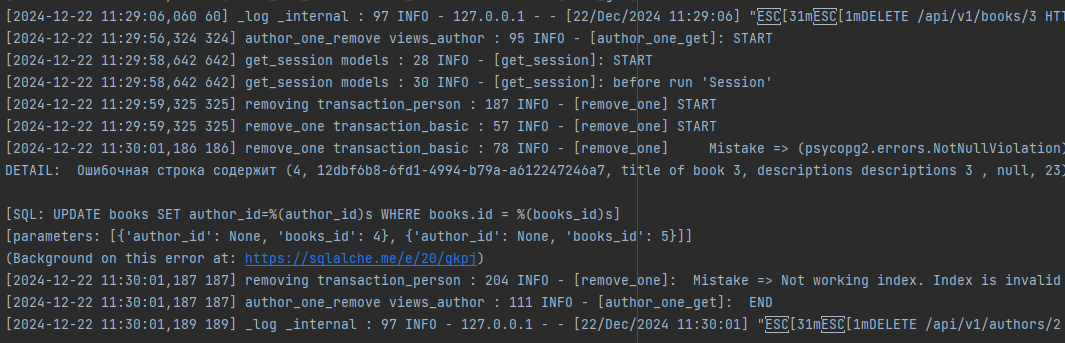 [2024-12-22 11:29:06,060 60] _log _internal : 97 INFO - 127.0.0.1 - - [22/Dec/2024 11:29:06] "ESC[31mESC[1mDELETE /api/v1/books/3 HTT
[2024-12-22 11:29:56,324 324] author_one_remove views_author : 95 INFO - [author_one_get]: START
[2024-12-22 11:29:58,642 642] get_session models : 28 INFO - [get_session]: START
[2024-12-22 11:29:58,642 642] get_session models : 30 INFO - [get_session]: before run 'Session'
[2024-12-22 11:29:59,325 325] removing transaction_person : 187 INFO - [remove_one] START
[2024-12-22 11:29:59,325 325] remove_one transaction_basic : 57 INFO - [remove_one] START
[2024-12-22 11:30:01,186 186] remove_one transaction_basic : 78 INFO - [remove_one]     Mistake => (psycopg2.errors.NotNullViolation)
DETAIL:  Ошибочная строка содержит (4, 12dbf6b8-6fd1-4994-b79a-a612247246a7, title of book 3, descriptions descriptions 3 , null, 23)
[SQL: UPDATE books SET author_id=%(author_id)s WHERE books.id = %(books_id)s]
[parameters: [{'author_id': None, 'books_id': 4}, {'author_id': None, 'books_id': 5}]]
(Background on this error at: https://sqlalche.me/e/20/gkpj)
[2024-12-22 11:30:01,187 187] removing transaction_person : 204 INFO - [remove_one]:  Mistake => Not working index. Index is invalid
[2024-12-22 11:30:01,187 187] author_one_remove views_author : 111 INFO - [author_one_get]:  END
[2024-12-22 11:30:01,189 189] _log _internal : 97 INFO - 127.0.0.1 - - [22/Dec/2024 11:30:01] "ESC[31mESC[1mDELETE /api/v1/authors/2